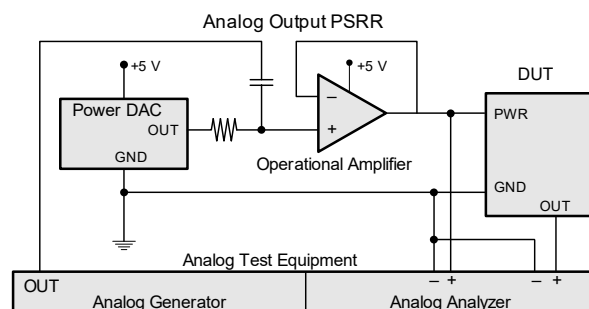 Analog Output PSRR
+5 V
+5 V
DUT
Power DAC
OUT
–
+
PWR
GND
Operational Amplifier
GND
OUT
Analog Test Equipment
OUT
– +
– +
Analog Generator
Analog Analyzer